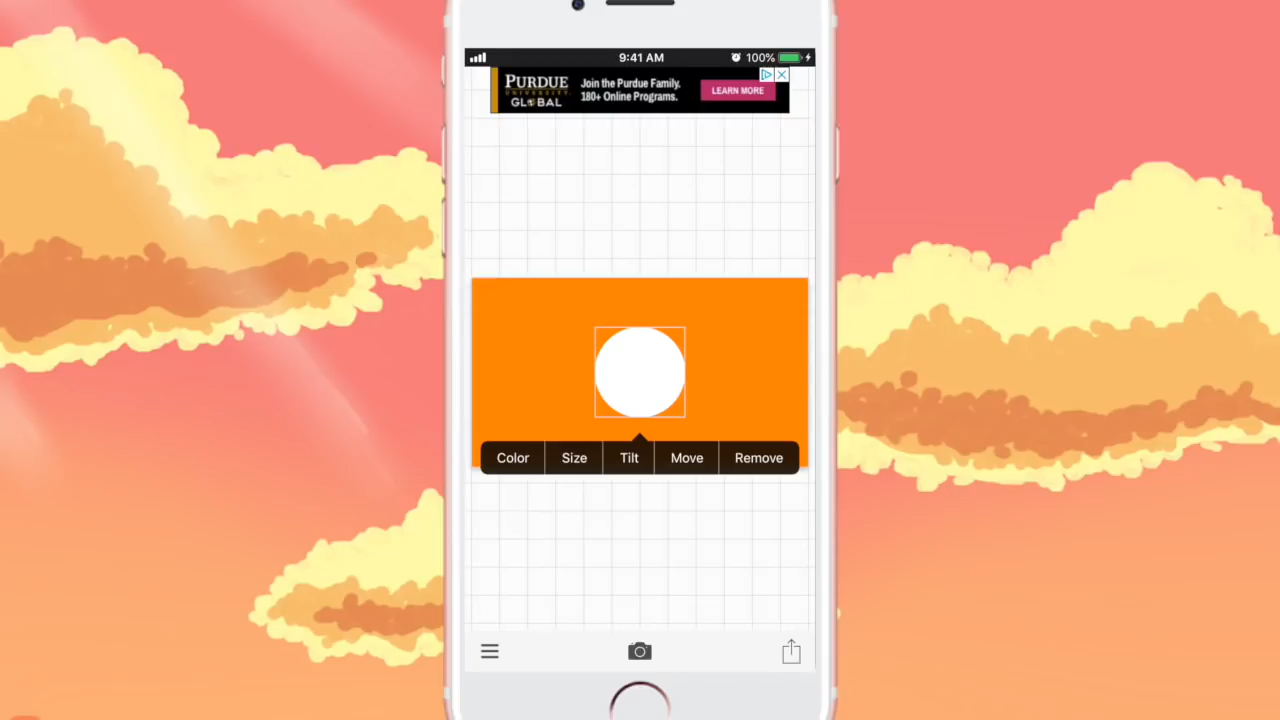 9:41 AM
100%
PURDUE
UNIVERSITY
GLOBAL
Join the Purdue Family.
180+ Online Programs.
LEARN MORE
Color
Size
Tilt
Move
Remove